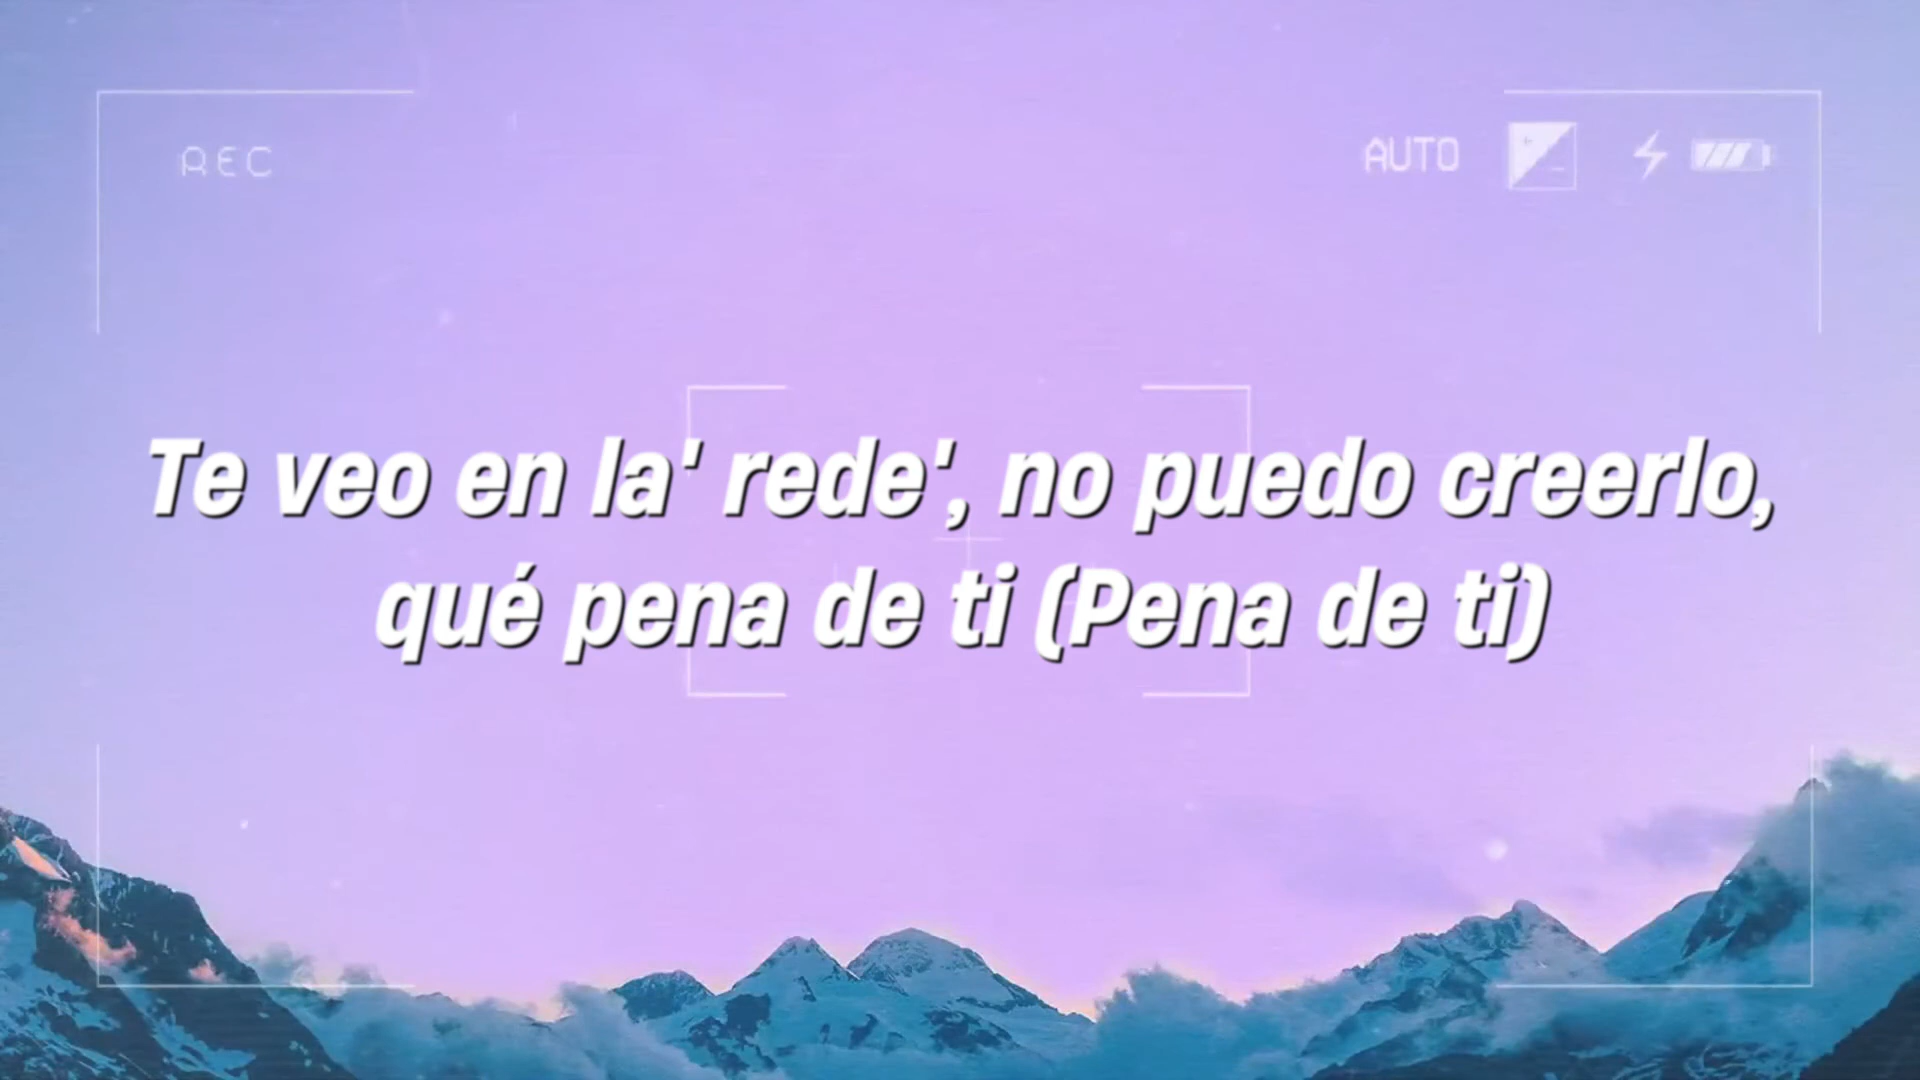 REC
AUTO
Te veo en la' rede', no puedo creerlo,
qué pena de ti (Pena de ti)